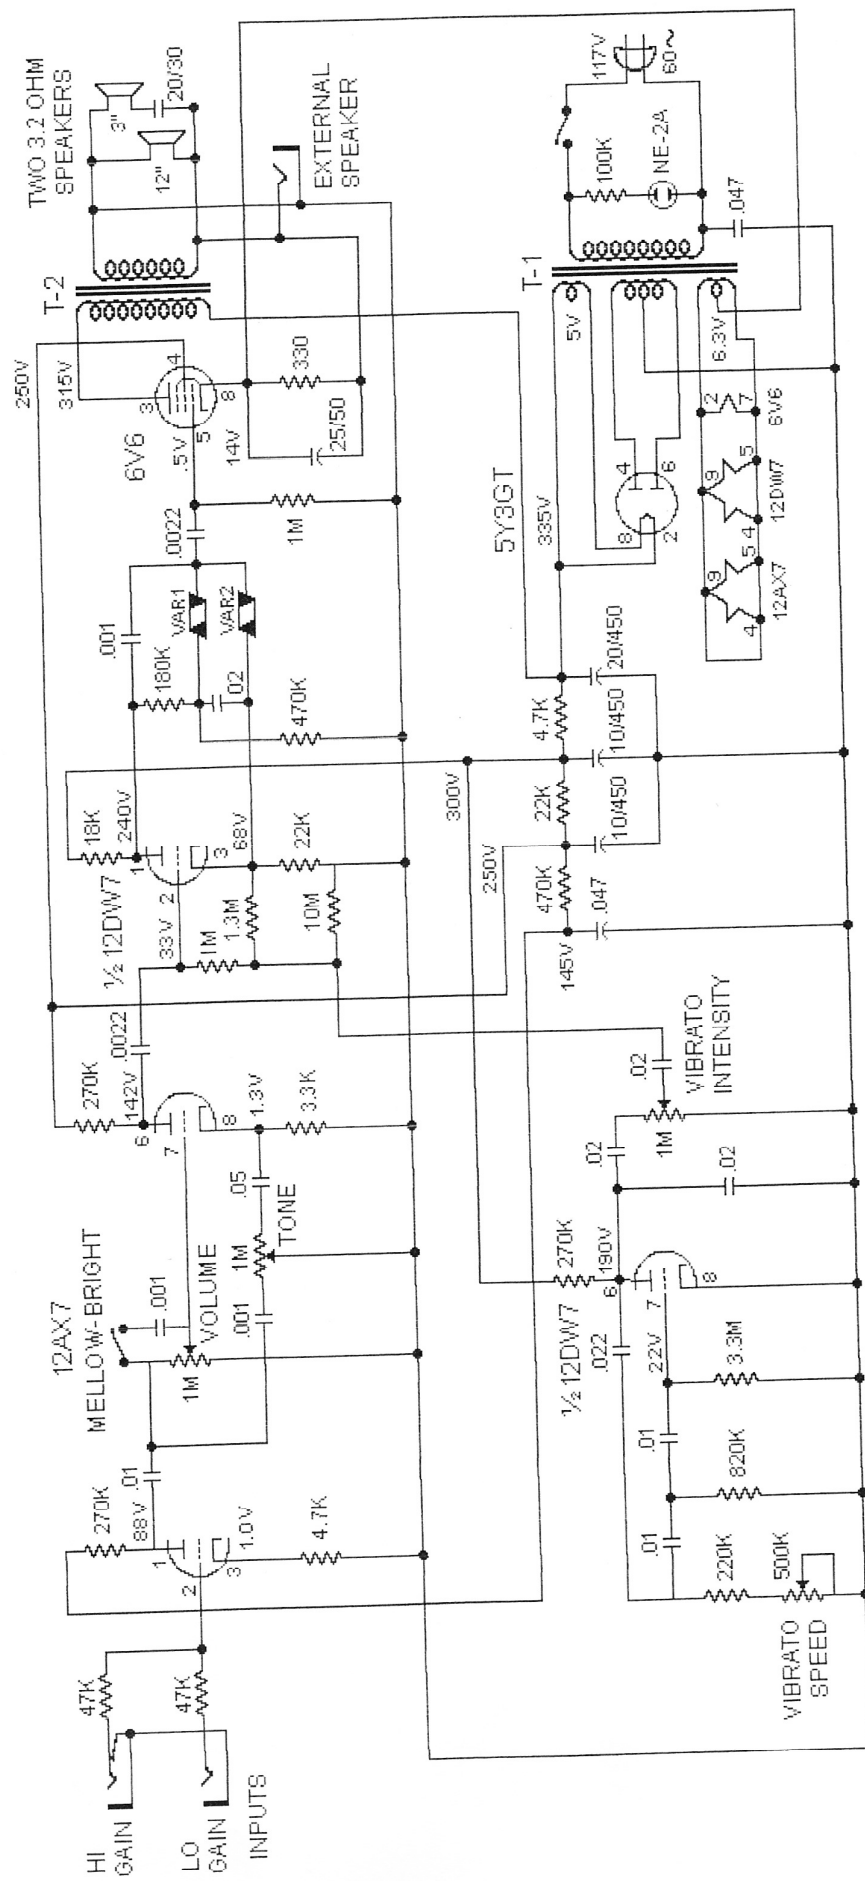 HI
GAIN
LO
GAIN
INPUTS
47K
47K
270K
88V
1
2
3
1.0V
4.7K
.01
12AX7
MELLOW-BRIGHT
.001
1M
VOLUME
.001
1M
TONE
.05
270K
142V
6
7
8
1.3V
3.3K
.0022
½ 12DW7
33V
1M
1.3M
10M
18K
240V
1
2
3
68V
22K
.001
180K
.02
470K
VAR1
VAR2
.0022
1M
250V
315V
6V6
.5V
14V
3
4
5
8
25/50
330
T-2
TWO 3.2 OHM
SPEAKERS
12"
3"
20/30
EXTERNAL
SPEAKER
VIBRATO
SPEED
500K
220K
.01
820K
.01
3.3M
½ 12DW7
.022
22V
270K
190V
6
7
8
.02
.02
1M
.02
VIBRATO
INTENSITY
145V
470K
.047
250V
22K
10/450
300V
4.7K
10/450
20/450
335V
5Y3GT
8
2
4
6
5V
6.3V
T-1
4
9
5
12AX7
4
9
5
12DW7
2
7
6V6
.047
100K
NE-2A
117V
60~